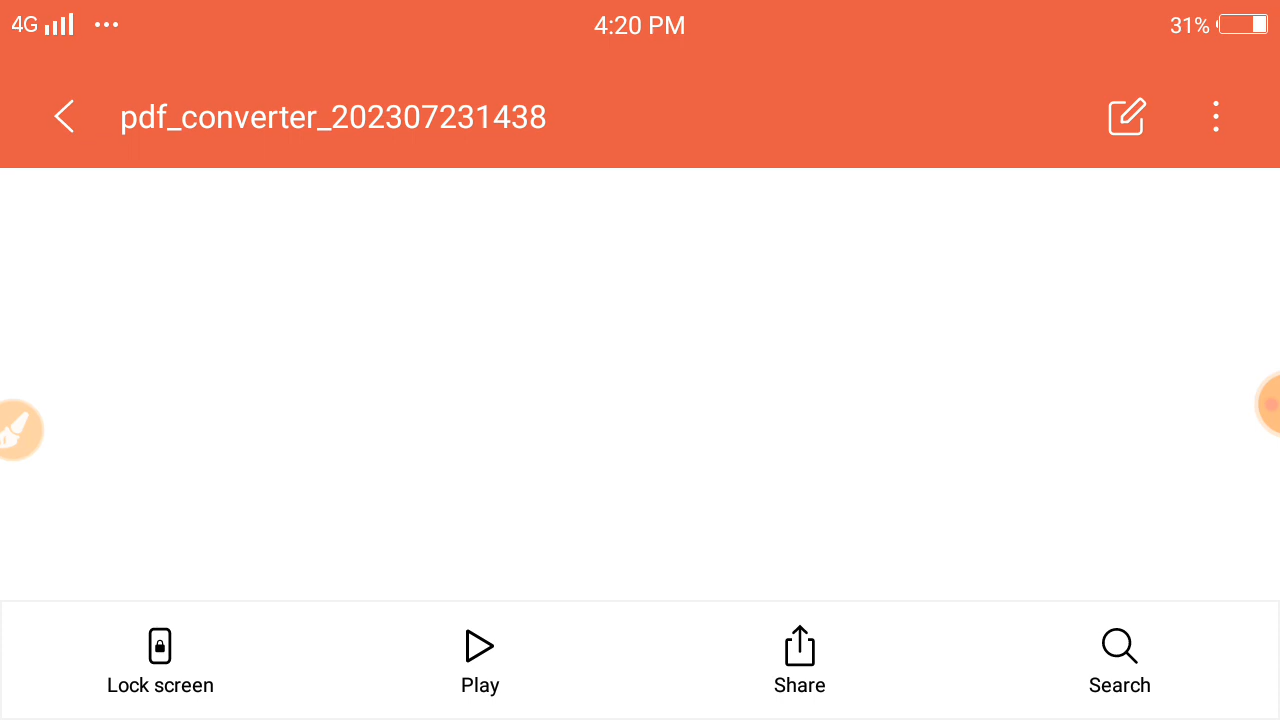 4G 4:20 PM 31%
pdf_converter_202307231438
Lock screen Play Share Search